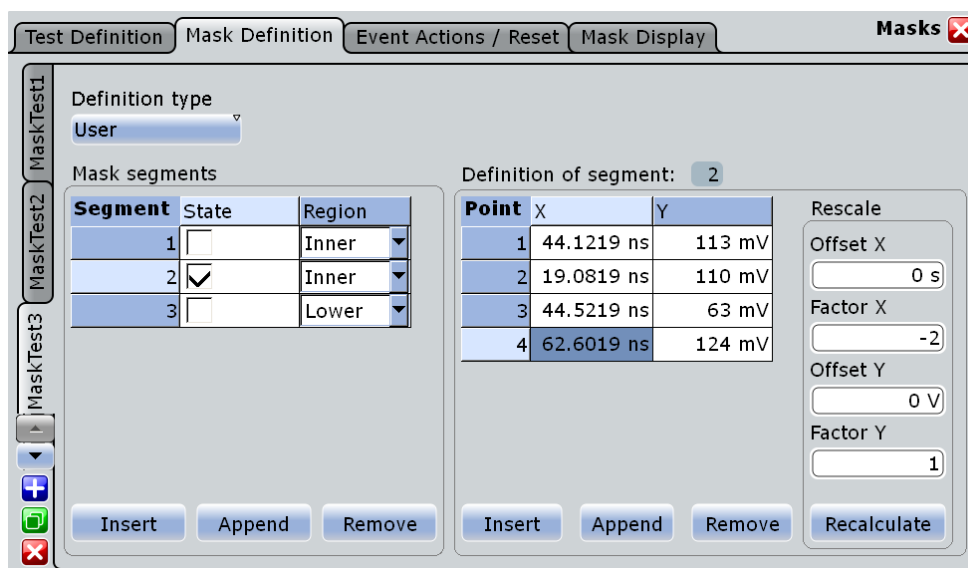 Test Definition Mask Definition Event Actions / Reset Mask Display Masks
MaskTest1
MaskTest2
MaskTest3
Definition type
User
Mask segments
Segment State Region
1 Inner
2 Inner
3 Lower
Insert Append Remove
Definition of segment: 2
Point X Y
1 44.1219 ns 113 mV
2 19.0819 ns 110 mV
3 44.5219 ns 63 mV
4 62.6019 ns 124 mV
Insert Append Remove
Rescale
Offset X
0 s
Factor X
-2
Offset Y
0 V
Factor Y
1
Recalculate